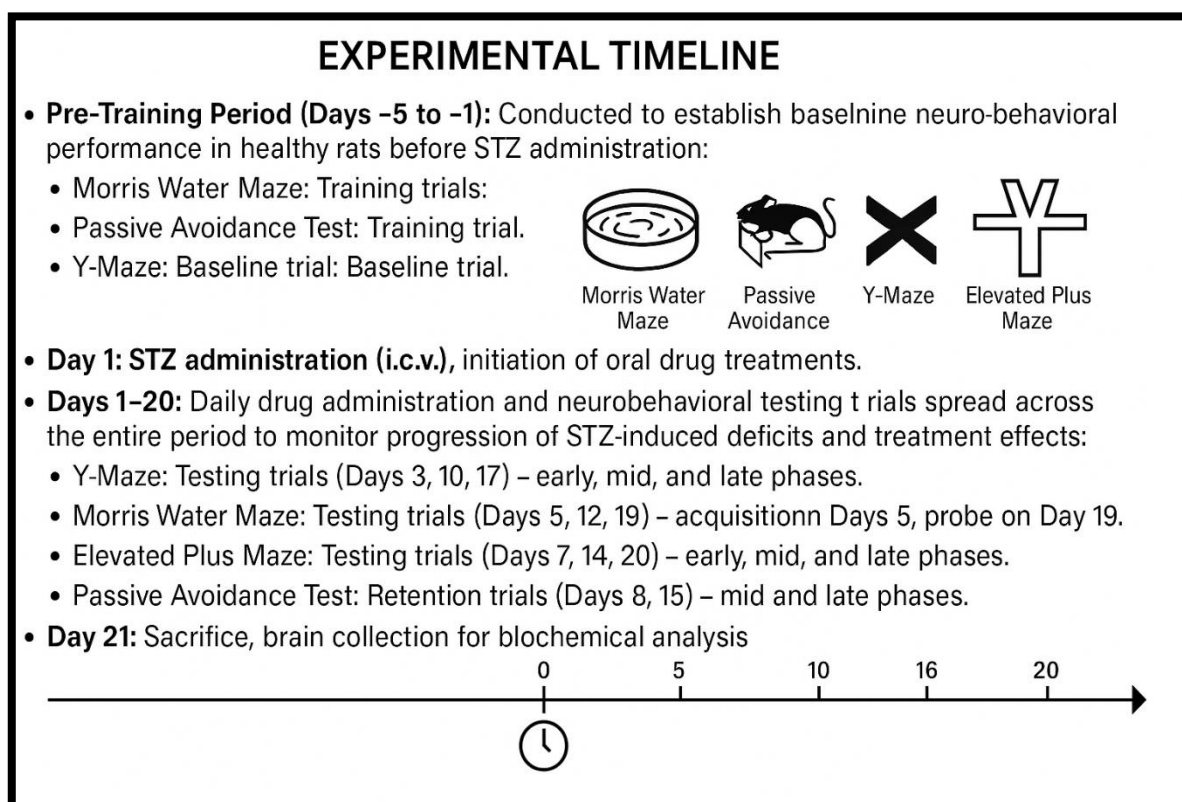 EXPERIMENTAL TIMELINE
• Pre-Training Period (Days –5 to –1): Conducted to establish baselnine neuro-behavioral
performance in healthy rats before STZ administration:
• Morris Water Maze: Training trials:
• Passive Avoidance Test: Training trial.
• Y-Maze: Baseline trial: Baseline trial.
Morris Water
Maze
Passive
Avoidance
Y-Maze
Elevated Plus
Maze
• Day 1: STZ administration (i.c.v.), initiation of oral drug treatments.
• Days 1–20: Daily drug administration and neurobehavioral testing t rials spread across
the entire period to monitor progression of STZ-induced deficits and treatment effects:
• Y-Maze: Testing trials (Days 3, 10, 17) – early, mid, and late phases.
• Morris Water Maze: Testing trials (Days 5, 12, 19) – acquisitionn Days 5, probe on Day 19.
• Elevated Plus Maze: Testing trials (Days 7, 14, 20) – early, mid, and late phases.
• Passive Avoidance Test: Retention trials (Days 8, 15) – mid and late phases.
• Day 21: Sacrifice, brain collection for blochemical analysis
0 5 10 16 20